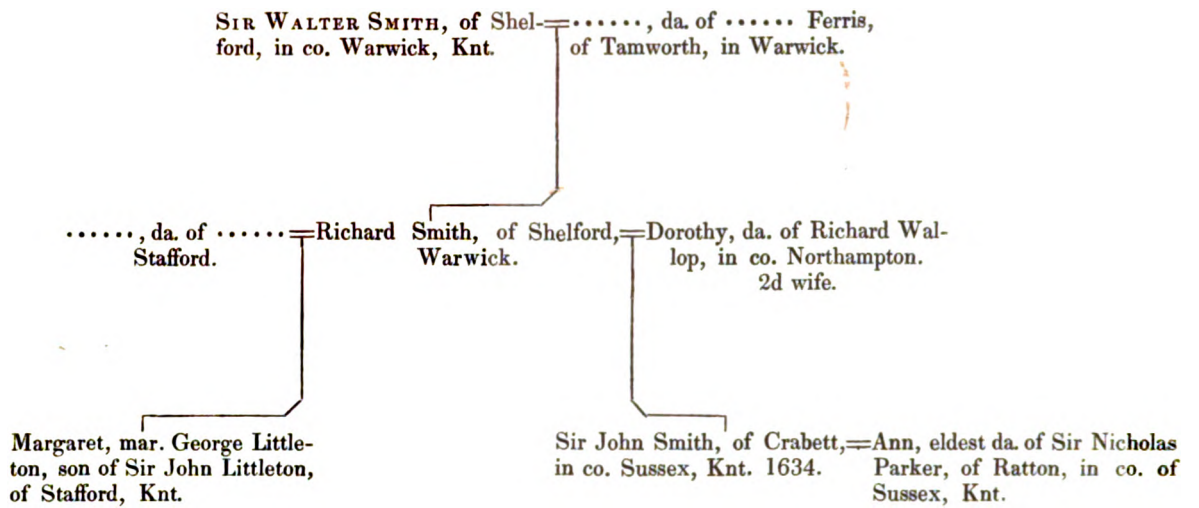 SIR WALTER SMITH, of Shel-=······, da. of ······ Ferris,
ford, in co. Warwick, Knt. of Tamworth, in Warwick.
······, da. of ······=Richard Smith, of Shelford,=Dorothy, da. of Richard Wal-
Stafford. Warwick. lop, in co. Northampton.
2d wife.
Margaret, mar. George Little-
ton, son of Sir John Littleton,
of Stafford, Knt.
Sir John Smith, of Crabett,=Ann, eldest da. of Sir Nicholas
in co. Sussex, Knt. 1634. Parker, of Ratton, in co. of
Sussex, Knt.